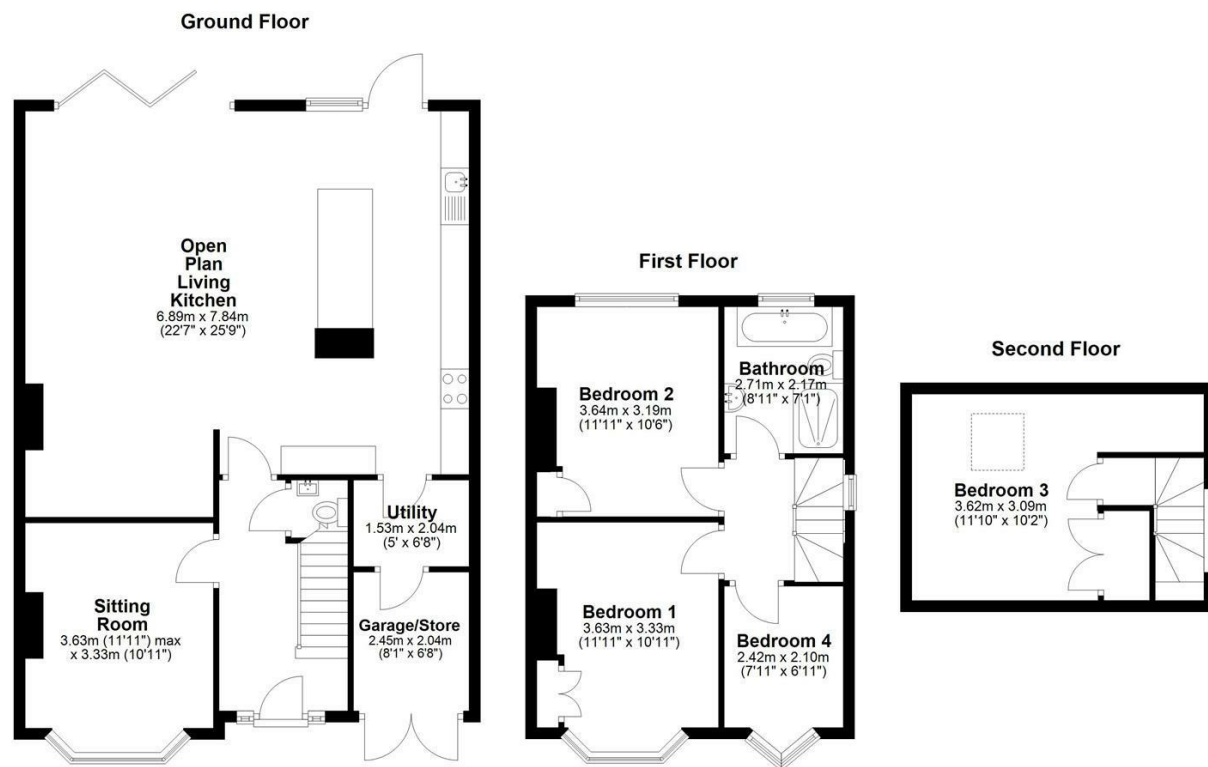 Ground Floor
Open
Plan
Living
Kitchen
6.89m x 7.84m
(22'7" x 25'9")
Utility
1.53m x 2.04m
(5' x 6'8")
Sitting
Room
3.63m (11'11") max
x 3.33m (10'11")
Garage/Store
2.45m x 2.04m
(8'1" x 6'8")
First Floor
Bedroom 2
3.64m x 3.19m
(11'11" x 10'6")
Bathroom
2.71m x 2.17m
(8'11" x 7'1")
Bedroom 1
3.63m x 3.33m
(11'11" x 10'11")
Bedroom 4
2.42m x 2.10m
(7'11" x 6'11")
Second Floor
Bedroom 3
3.62m x 3.09m
(11'10" x 10'2")